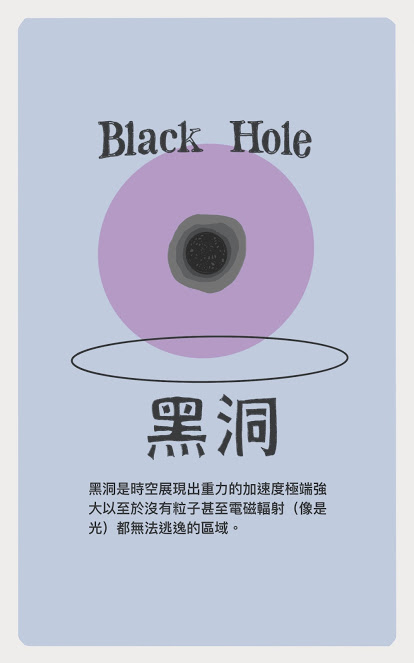 Black Hole
黑洞
黑洞是時空展現出重力的加速度極端強
大以至於沒有粒子甚至電磁輻射（像是
光）都無法逃逸的區域。